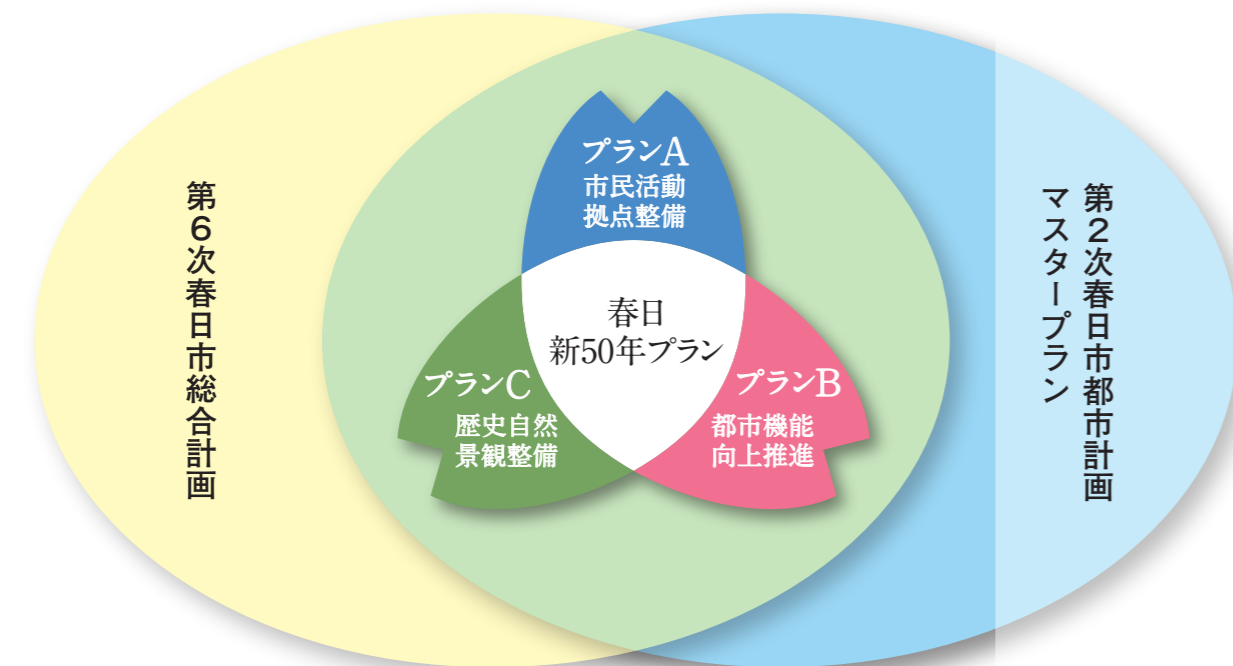 第６次春日市総合計画
プランA
市民活動
拠点整備
春日
新50年プラン
プランC
歴史自然
景観整備
プランB
都市機能
向上推進
第２次春日市都市計画
マスタープラン